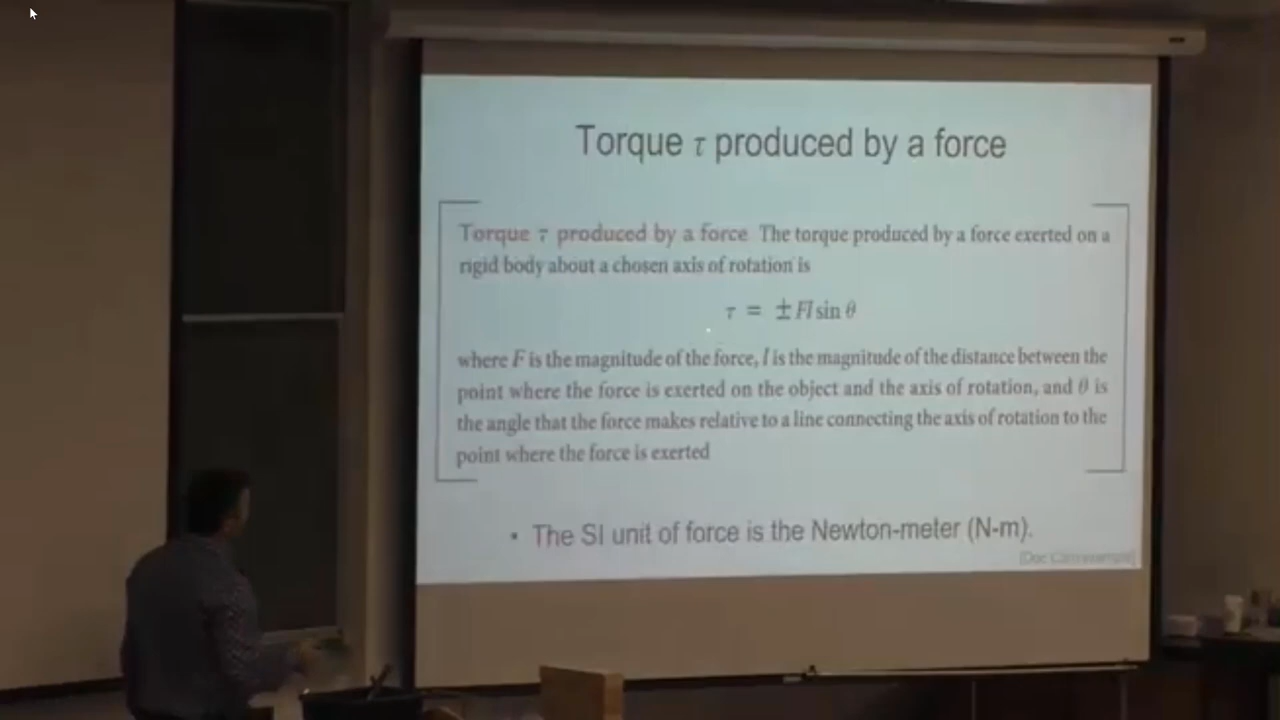 Torque τ produced by a force
Torque τ produced by a force The torque produced by a force exerted on a
rigid body about a chosen axis of rotation is
τ = ±Fl sin θ
where F is the magnitude of the force, l is the magnitude of the distance between the
point where the force is exerted on the object and the axis of rotation, and θ is
the angle that the force makes relative to a line connecting the axis of rotation to the
point where the force is exerted
• The SI unit of force is the Newton-meter (N-m).